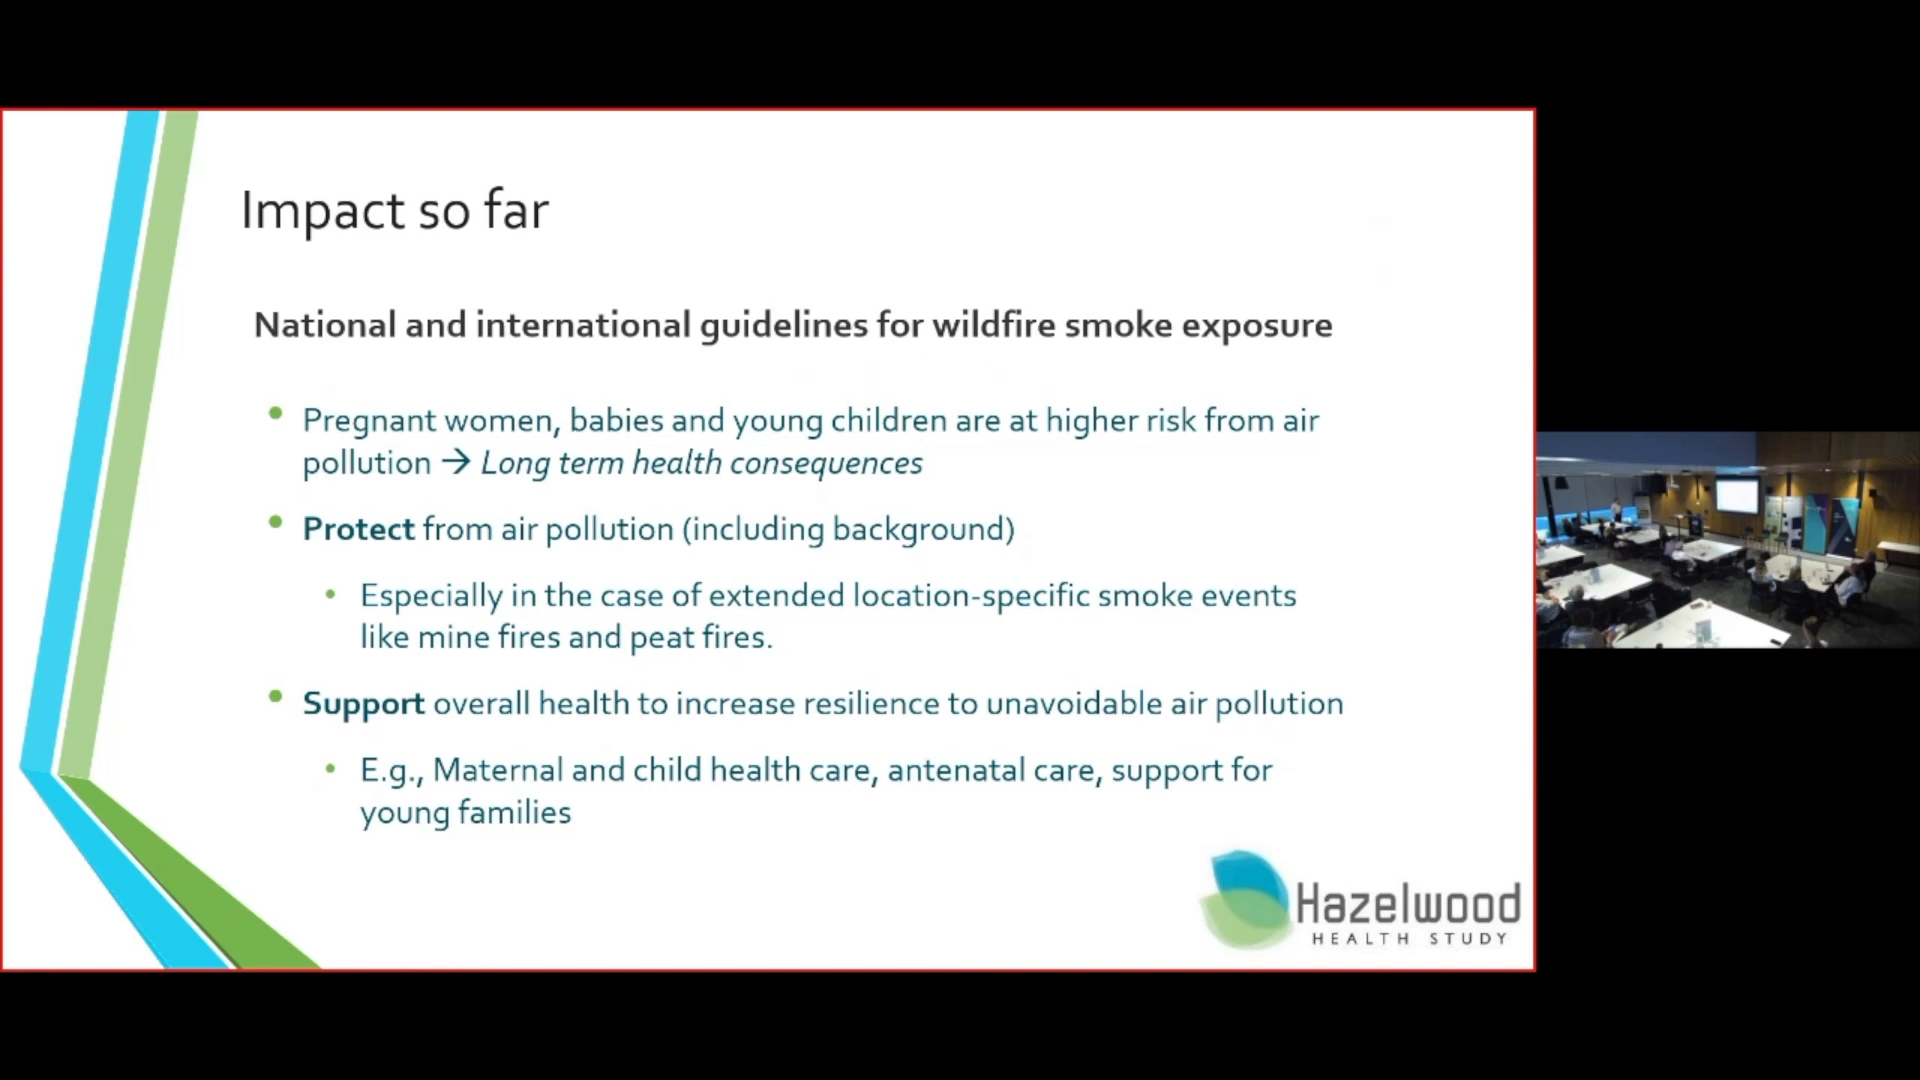 Impact so far
National and international guidelines for wildfire smoke exposure
• Pregnant women, babies and young children are at higher risk from air
pollution → Long term health consequences
• Protect from air pollution (including background)
• Especially in the case of extended location-specific smoke events
like mine fires and peat fires.
• Support overall health to increase resilience to unavoidable air pollution
• E.g., Maternal and child health care, antenatal care, support for
young families
Hazelwood
HEALTH STUDY